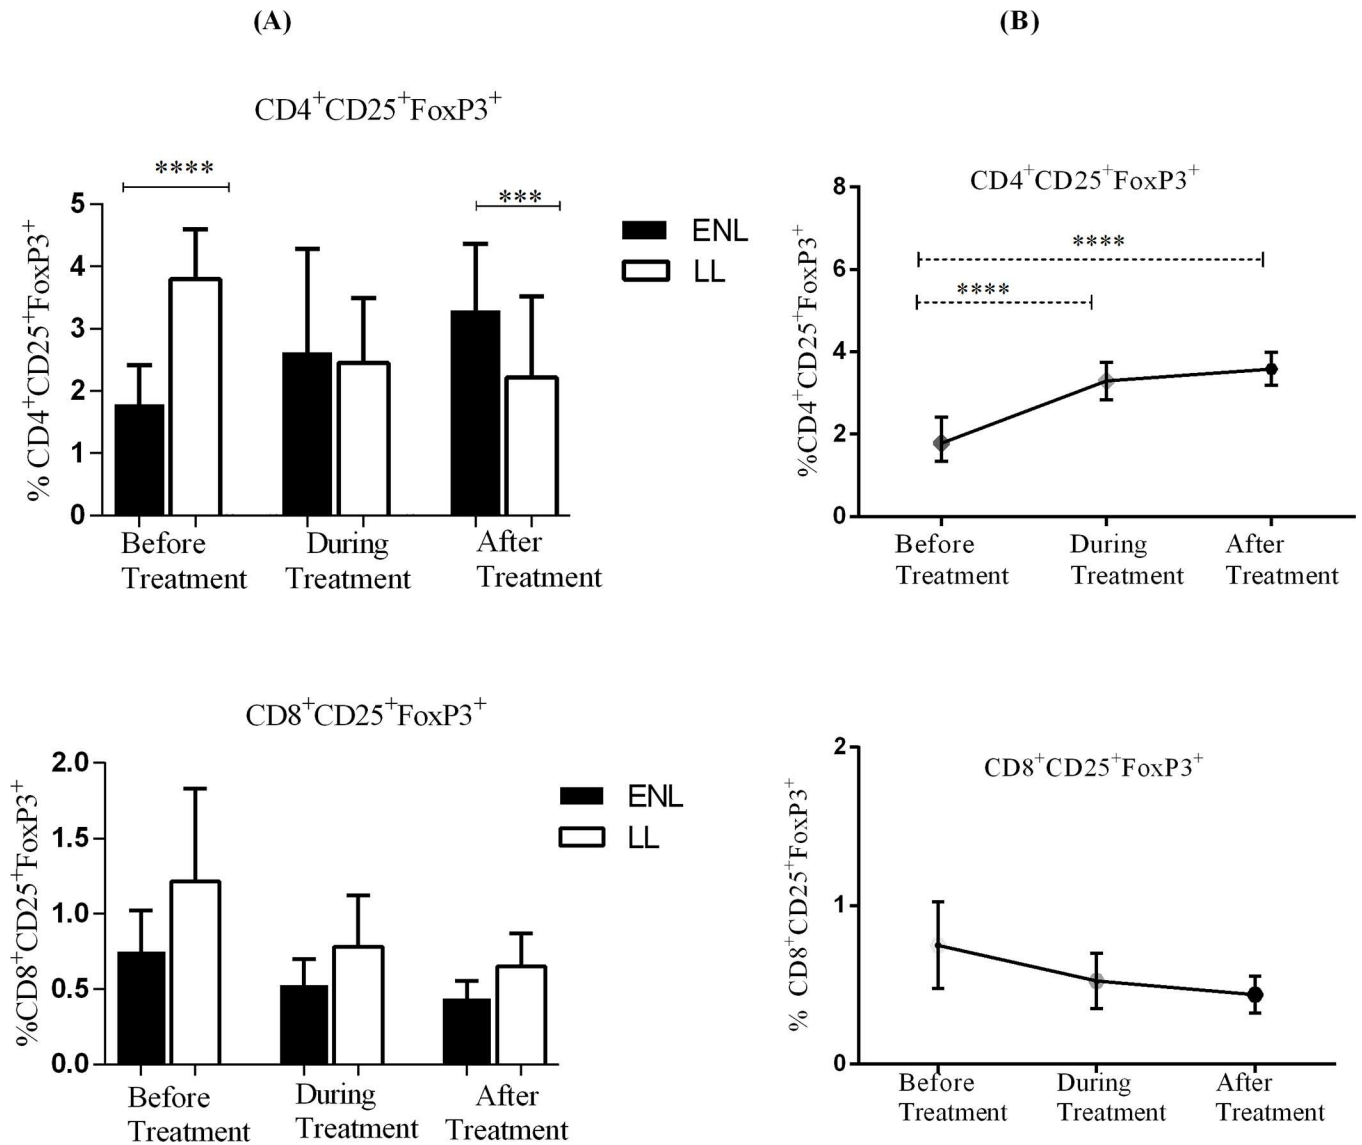 (A)
CD4⁺CD25⁺FoxP3⁺
****
***
ENL
LL
% CD4⁺CD25⁺FoxP3⁺
5
4
3
2
1
0
Before
Treatment
During
Treatment
After
Treatment
(B)
CD4⁺CD25⁺FoxP3⁺
****
****
%CD4⁺CD25⁺FoxP3⁺
8
6
4
2
0
Before
Treatment
During
Treatment
After
Treatment
CD8⁺CD25⁺FoxP3⁺
ENL
LL
%CD8⁺CD25⁺FoxP3⁺
2.0
1.5
1.0
0.5
0.0
Before
Treatment
During
Treatment
After
Treatment
CD8⁺CD25⁺FoxP3⁺
% CD8⁺CD25⁺FoxP3⁺
2
1
0
Before
Treatment
During
Treatment
After
Treatment